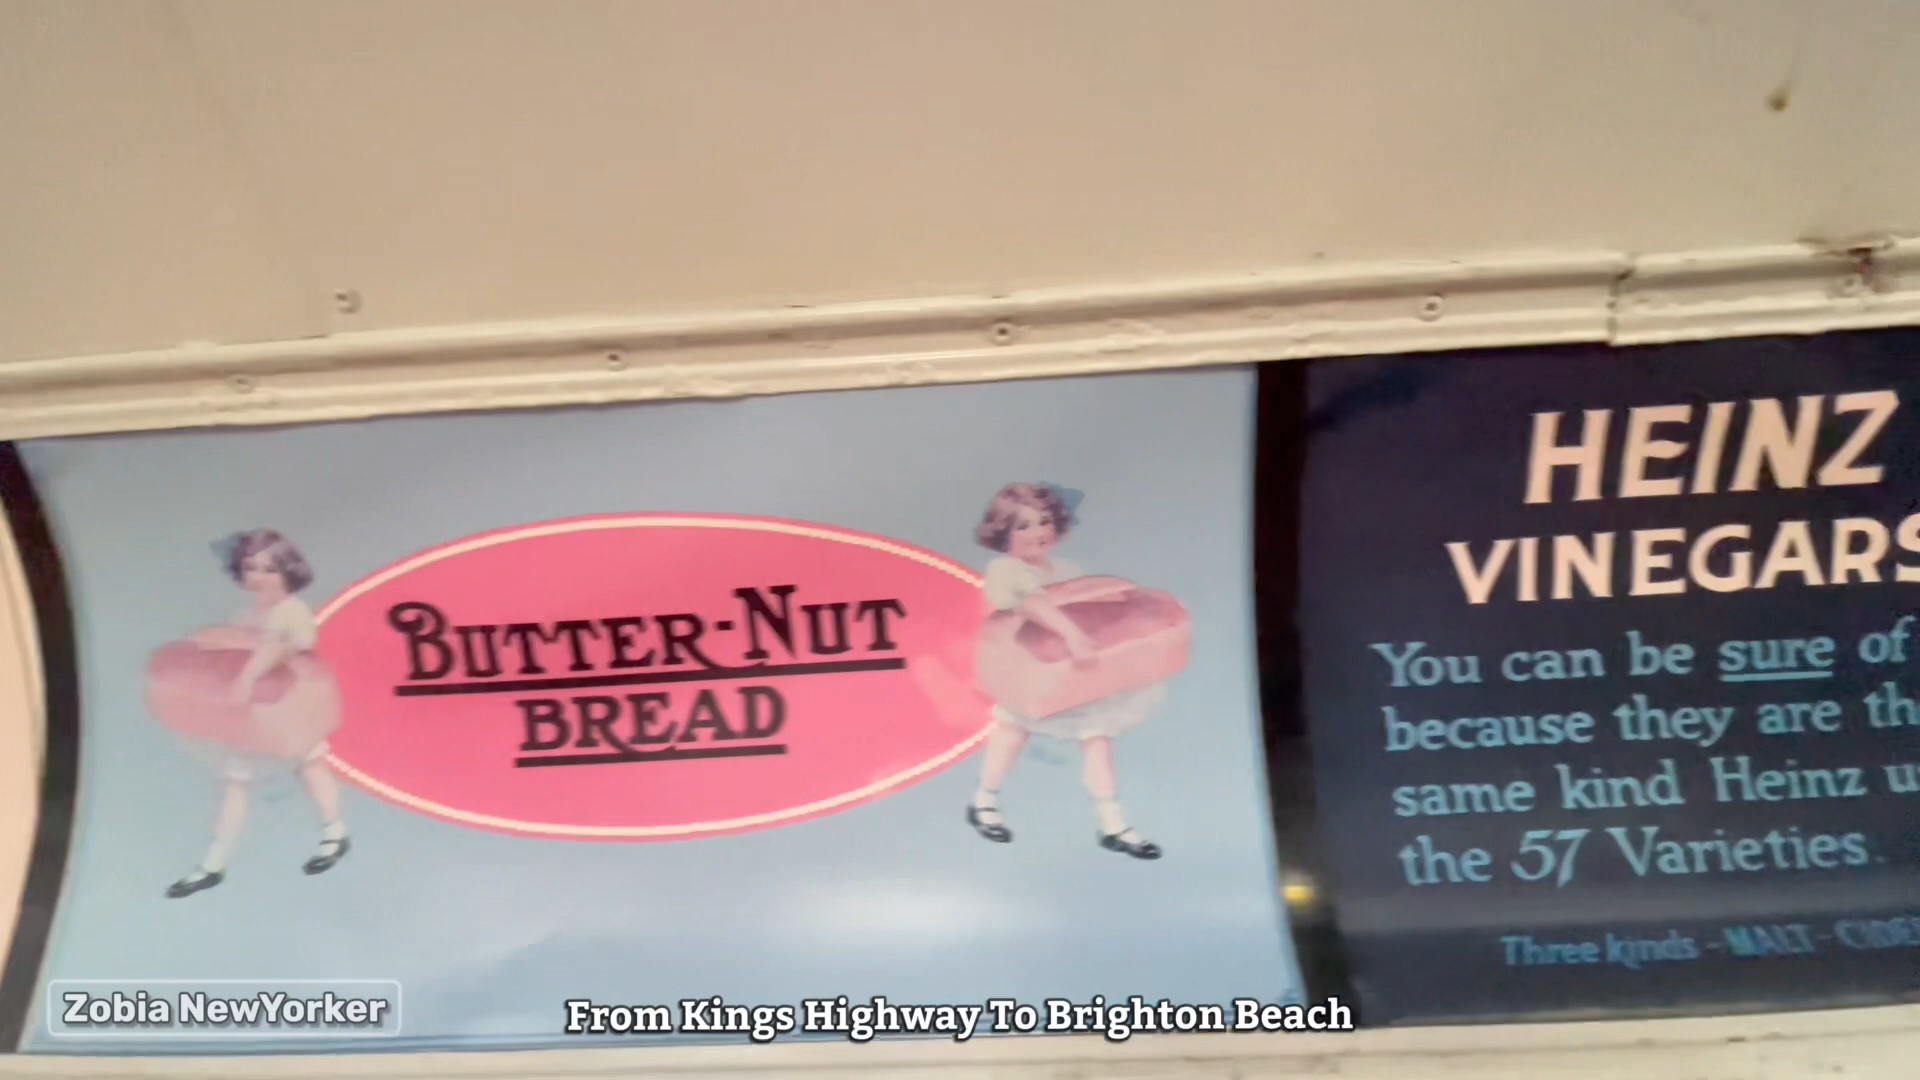 BUTTER-NUT
BREAD
HEINZ
VINEGARS
You can be sure of
because they are
same kind Heinz
the 57 Varieties.
Three kinds - MALT -
Zobia NewYorker
From Kings Highway To Brighton Beach